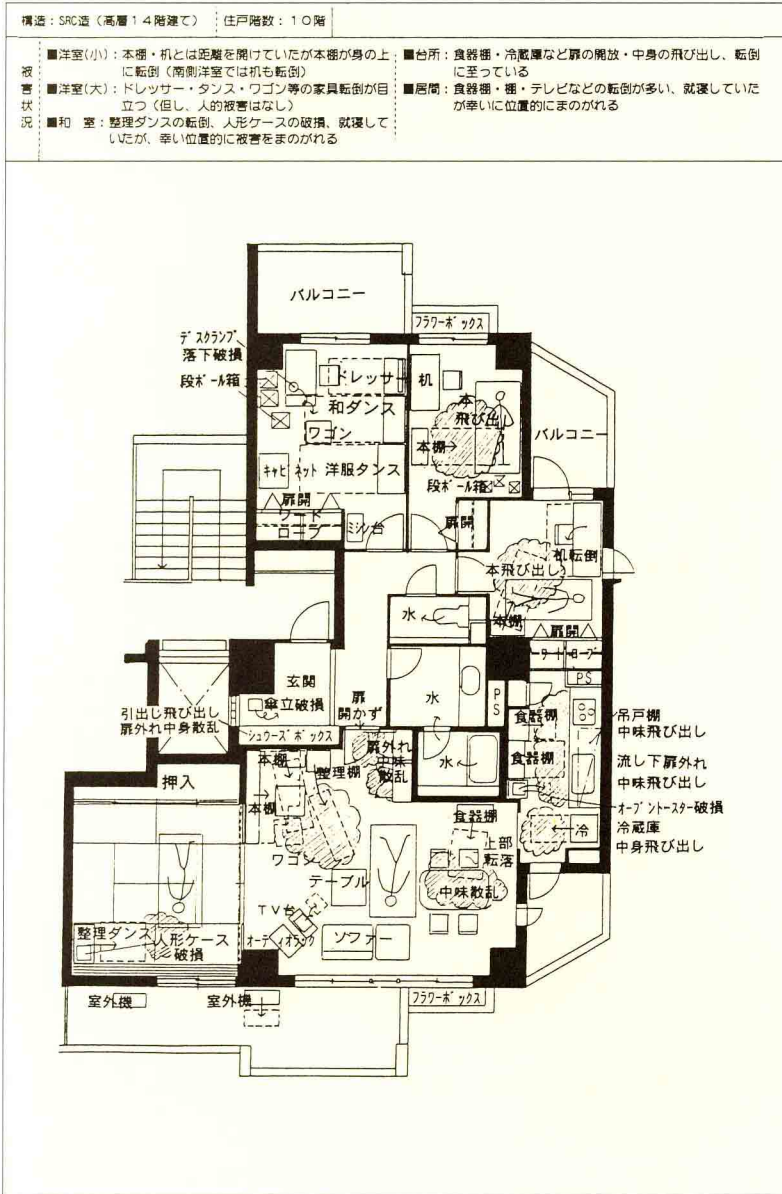 構造：SRC造（高層１４階建て） 住戸階数：１０階
被害状況
■洋室(小)：本棚・机とは距離を開けていたが本棚が身の上
に転倒（南側洋室では机も転倒）
■洋室(大)：ドレッサー・タンス・ワゴン等の家具転倒が目
立つ（但し、人的被害はなし）
■和　室：整理ダンスの転倒、人形ケースの破損、就寝して
いたが、幸い位置的に被害をまのがれる
■台所：食器棚・冷蔵庫など扉の開放・中身の飛び出し、転倒
に至っている
■居間：食器棚・棚・テレビなどの転倒が多い、就寝していた
が幸いに位置的にまのがれる
バルコニー
フラワーボックス
デスクランプ
落下破損
段ボール箱
ドレッサー
和ダンス
ワゴン
キャビネット
洋服タンス
扉開
ワード
ローブ
ミシン台
机
本
飛び出し
本棚
段ボール箱
扉開
バルコニー
机転倒
本飛び出し
本棚
扉開
ワードローブ
PS
水
玄関
傘立破損
扉
開かず
水
PS
引出し飛び出し
扉外れ中身散乱
シューズボックス
水
食器棚
食器棚
吊戸棚
中味飛び出し
流し下扉外れ
中味飛び出し
オーブントースター破損
冷
冷蔵庫
中身飛び出し
押入
本棚
本棚
整理棚
扉外れ
中味
散乱
ワゴン
テーブル
食器棚
上部
転落
中味散乱
TV台
オーディオラック
ソファー
整理ダンス
人形ケース
破損
室外機
室外機
フラワーボックス